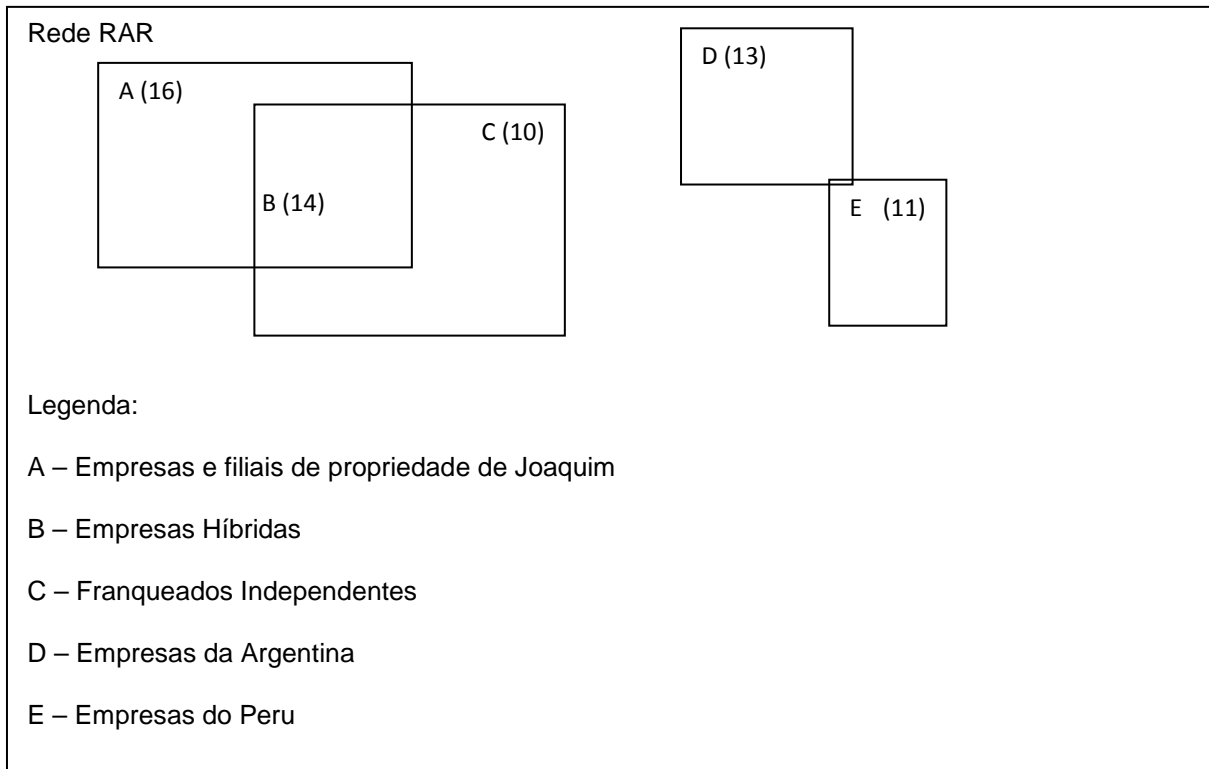 Rede RAR
D (13)
A (16)
C (10)
B (14)
E (11)
Legenda:
A – Empresas e filiais de propriedade de Joaquim
B – Empresas Híbridas
C – Franqueados Independentes
D – Empresas da Argentina
E – Empresas do Peru